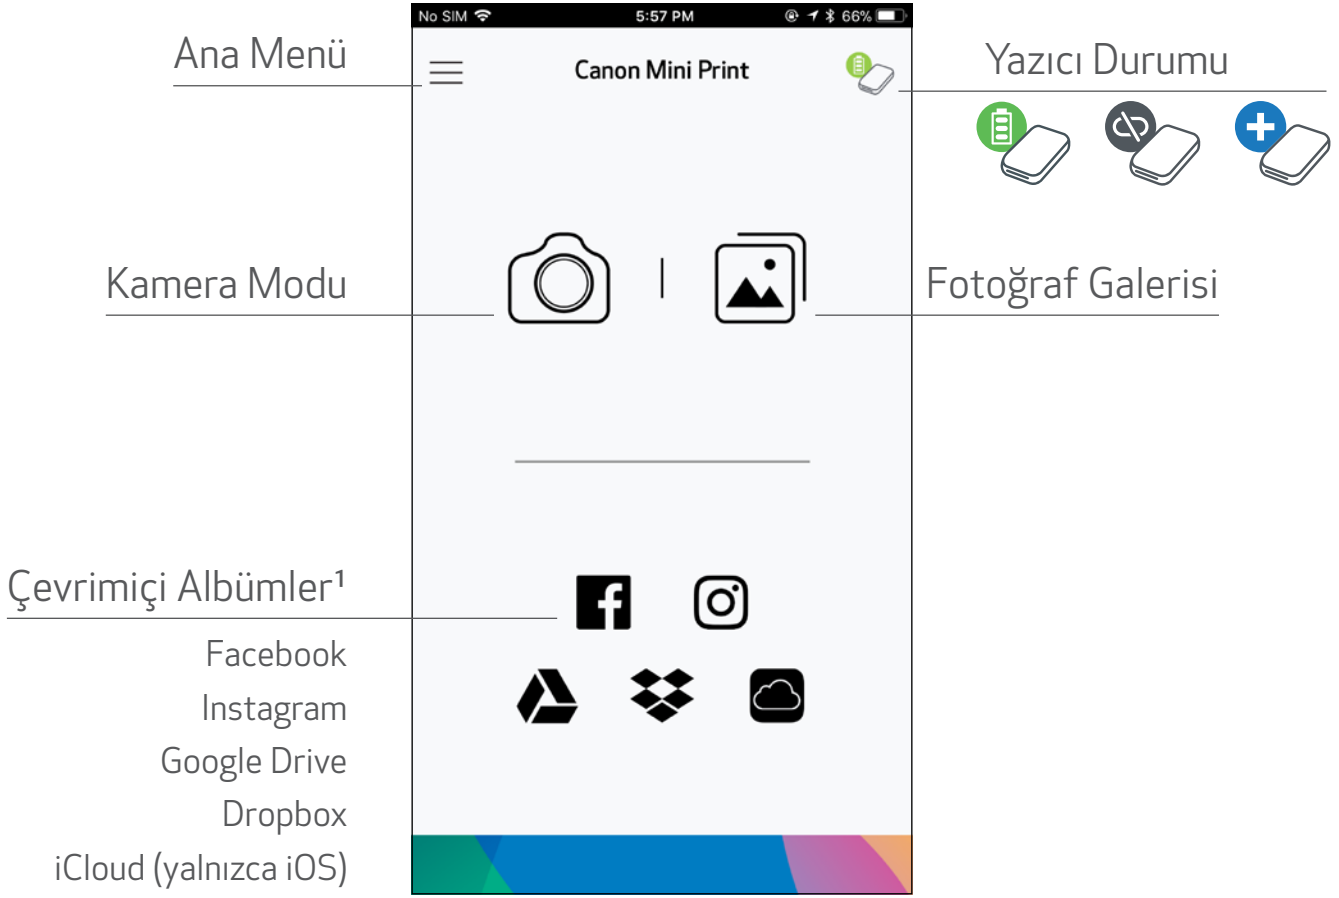 No SIM 5:57 PM 66%
Ana Menü
Canon Mini Print
Yazıcı Durumu
Kamera Modu
Fotoğraf Galerisi
Çevrimiçi Albümler¹
Facebook
Instagram
Google Drive
Dropbox
iCloud (yalnızca iOS)